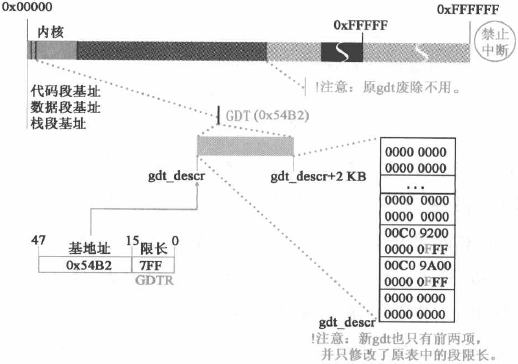 0x00000
0xFFFFF
0xFFFFFF
内核
禁止
中断
代码段基址
数据段基址
栈段基址
!注意：原gdt废除不用。
GDT (0x54B2)
gdt_descr
gdt_descr+2 KB
0000 0000
0000 0000
...
0000 0000
0000 0000
00C0 9200
0000 0FFF
00C0 9A00
0000 0FFF
0000 0000
0000 0000
47 基地址 15 限长 0
0x54B2 7FF
GDTR
gdt_descr
!注意：新gdt也只有前两项，
并只修改了原表中的段限长。